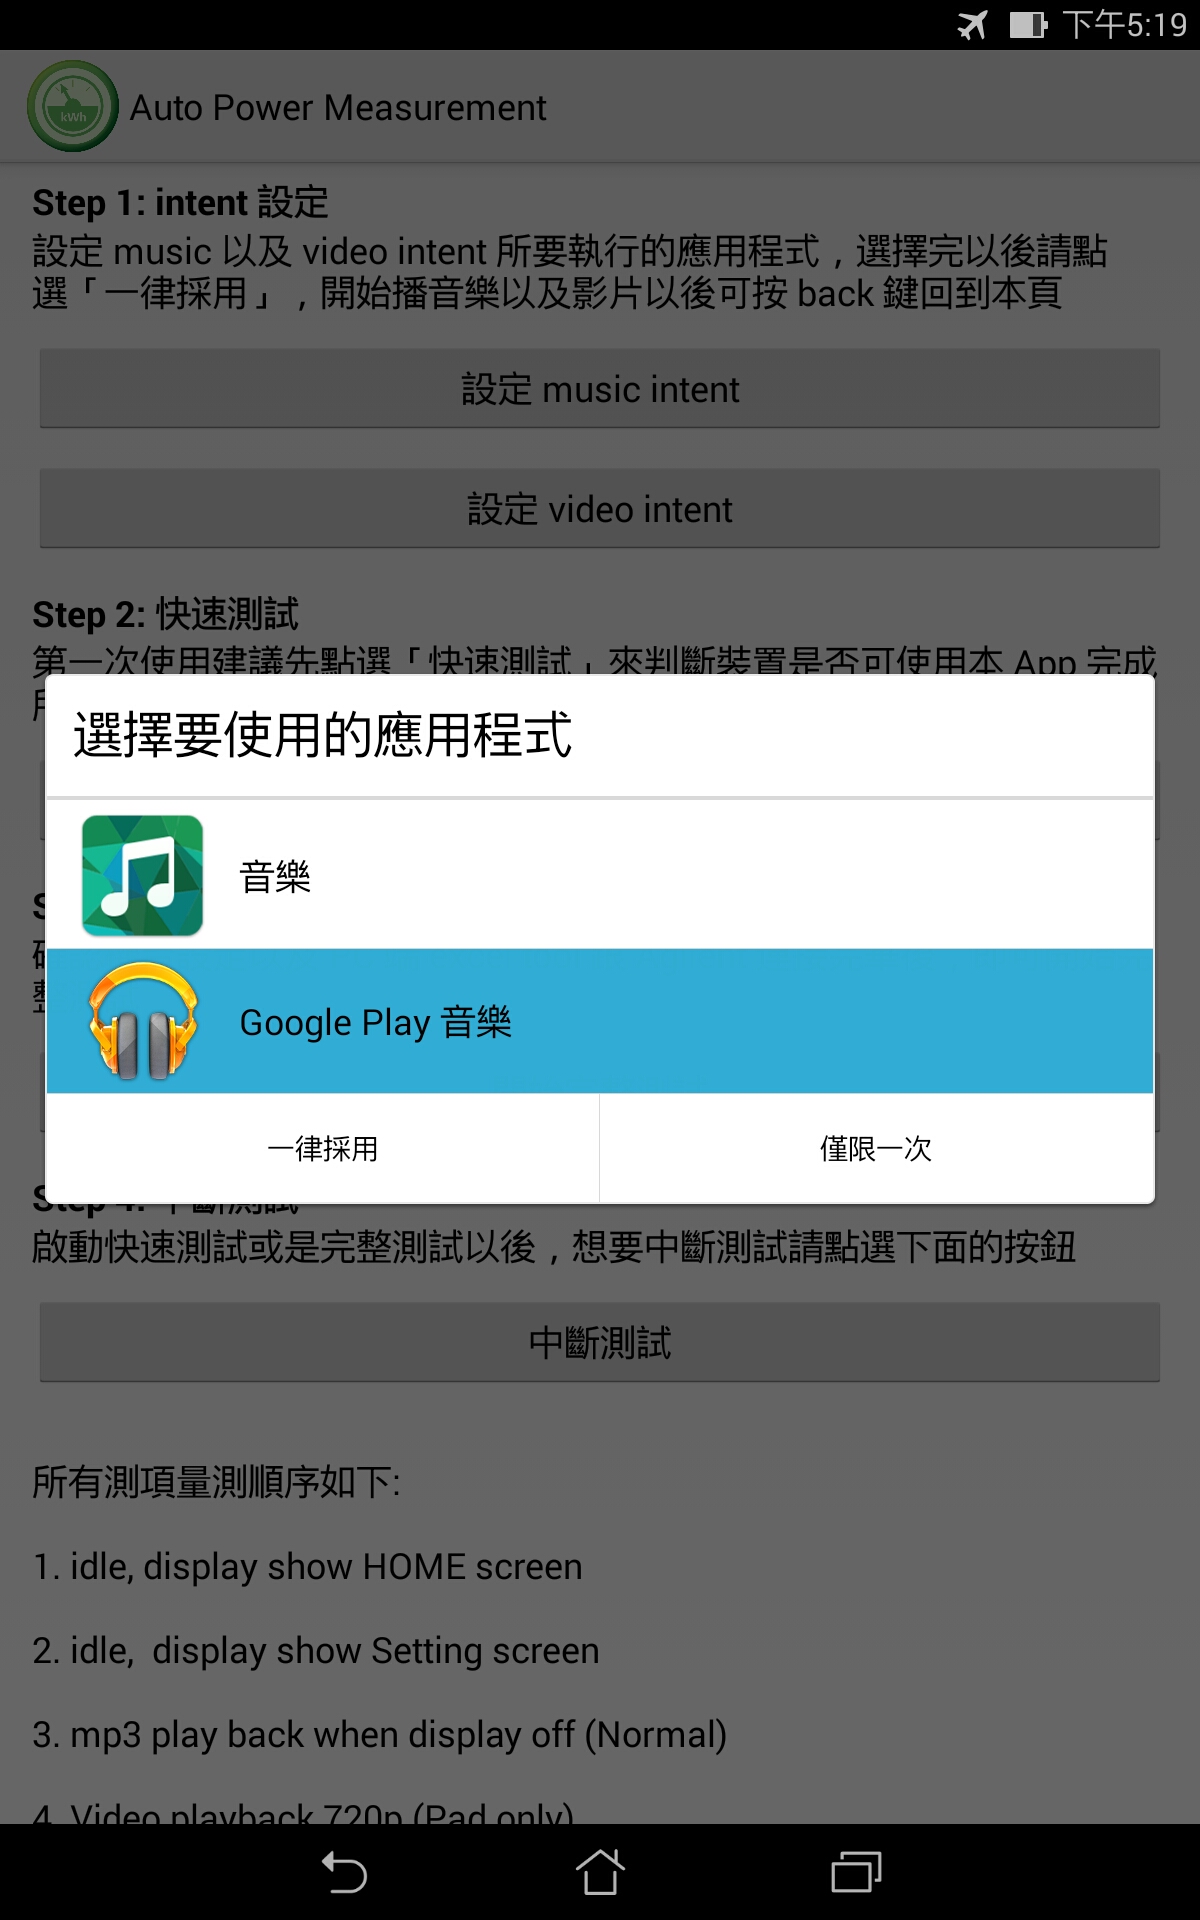 下午5:19
kWh
Auto Power Measurement
Step 1: intent 設定
設定 music 以及 video intent 所要執行的應用程式，選擇完以後請點
選「一律採用」，開始播音樂以及影片以後可按 back 鍵回到本頁
設定 music intent
設定 video intent
Step 2: 快速測試
第一次使用建議先點選「快速測試」來判斷裝置是否可使用本 App 完成
選擇要使用的應用程式
音樂
Google Play 音樂
一律採用
僅限一次
Step 4: 中斷測試
啟動快速測試或是完整測試以後，想要中斷測試請點選下面的按鈕
中斷測試
所有測項量測順序如下:
1. idle, display show HOME screen
2. idle,  display show Setting screen
3. mp3 play back when display off (Normal)
4. Video playback 720p (Pad only)